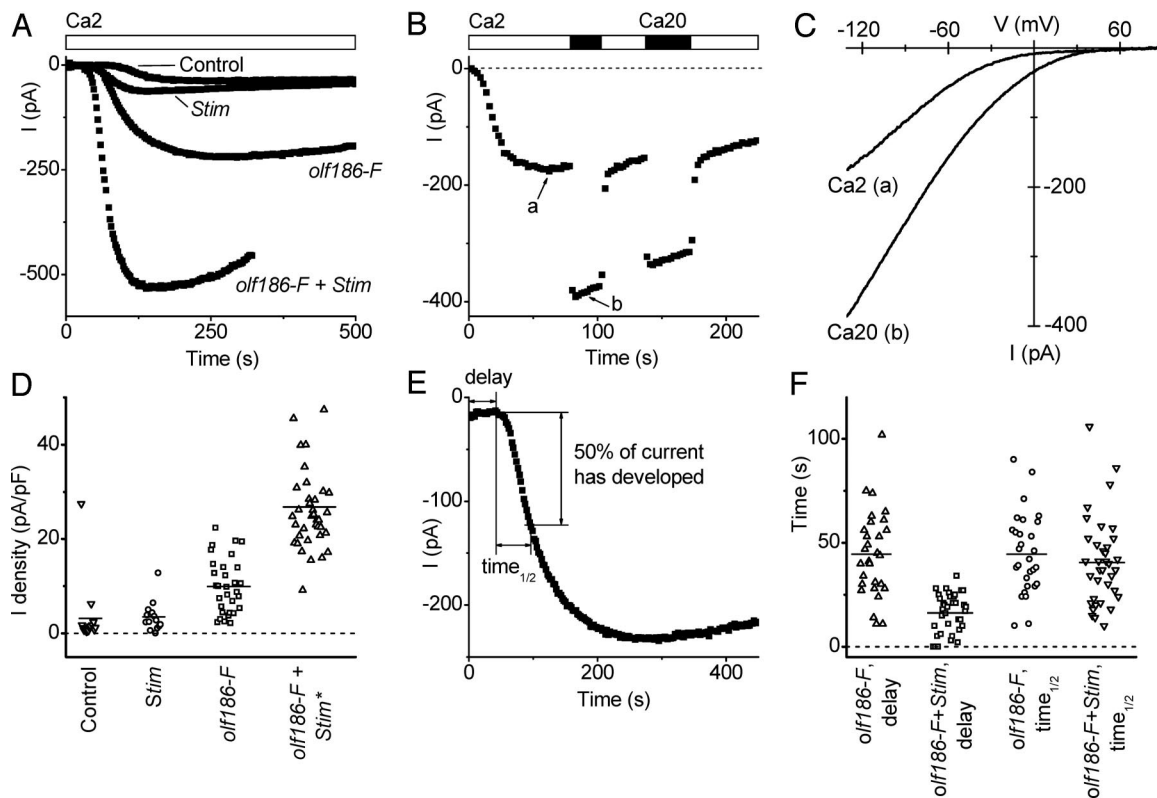 A
Ca2
0
-250
-500
I (pA)
Control
Stim
olf186-F
olf186-F + Stim
0
250
500
Time (s)
B
Ca2
Ca20
0
-200
-400
I (pA)
a
b
0
100
200
Time (s)
C
V (mV)
-120
-60
60
Ca2 (a)
-200
Ca20 (b)
-400
I (pA)
D
I density (pA/pF)
40
20
0
Control
Stim
olf186-F
olf186-F +
Stim*
E
delay
0
-100
-200
I (pA)
50% of current
has developed
time1/2
0
200
400
Time (s)
F
Time (s)
100
50
0
olf186-F,
delay
olf186-F+Stim,
delay
olf186-F,
time1/2
olf186-F+Stim,
time1/2